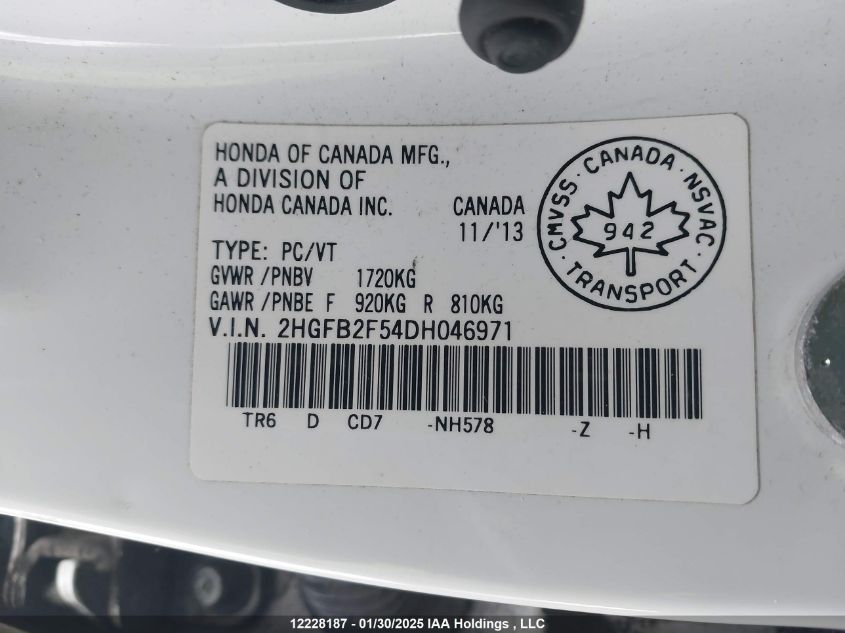 HONDA OF CANADA MFG.,
A DIVISION OF
HONDA CANADA INC. CANADA
11/'13
TYPE: PC/VT
GVWR /PNBV 1720KG
GAWR /PNBE F 920KG R 810KG
V.I.N. 2HGFB2F54DH046971
TR6 D CD7 -NH578 -Z -H
CMVSS · CANADA · NSVAC
942
· TRANSPORT ·
12228187 - 01/30/2025 IAA Holdings , LLC